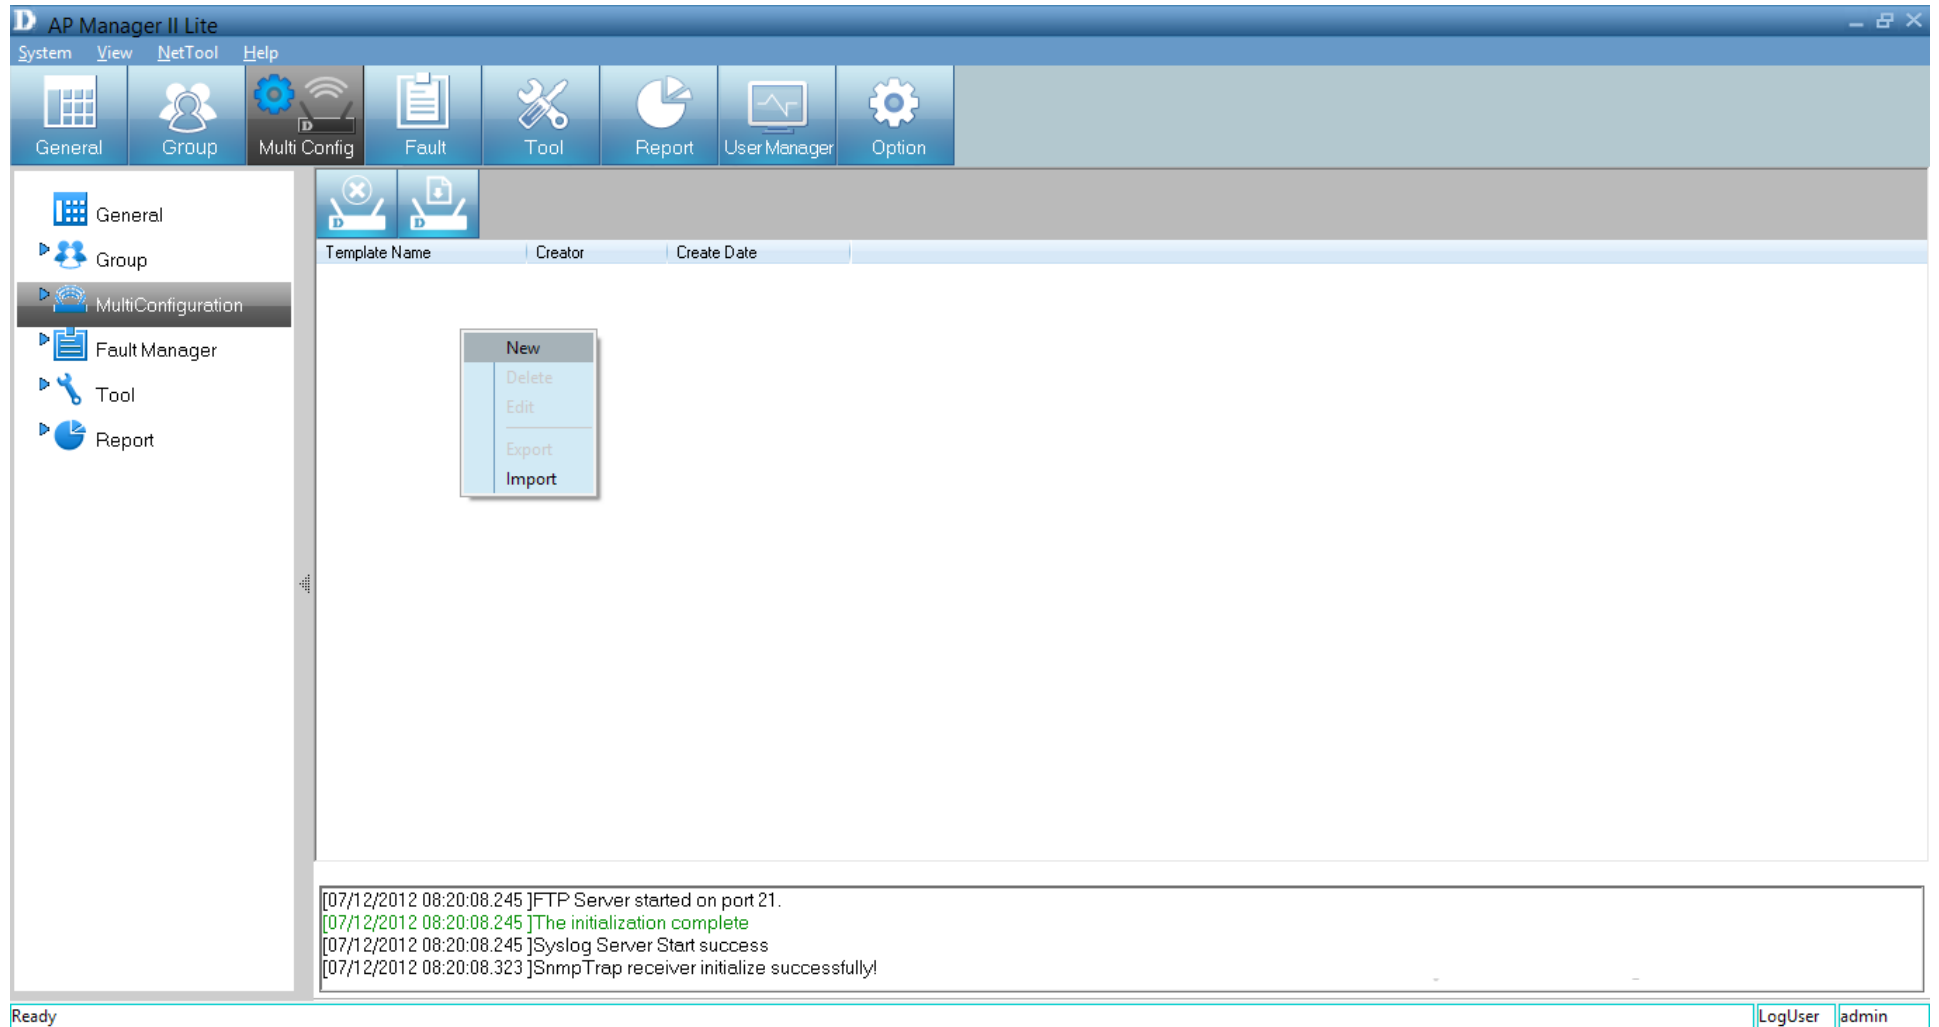 D AP Manager II Lite
System View NetTool Help
General Group Multi Config Fault Tool Report User Manager Option
General
Group
MultiConfiguration
Fault Manager
Tool
Report
Template Name Creator Create Date
New
Delete
Edit
Export
Import
[07/12/2012 08:20:08.245 ]FTP Server started on port 21.
[07/12/2012 08:20:08.245 ]The initialization complete
[07/12/2012 08:20:08.245 ]Syslog Server Start success
[07/12/2012 08:20:08.323 ]SnmpTrap receiver initialize successfully!
Ready LogUser admin